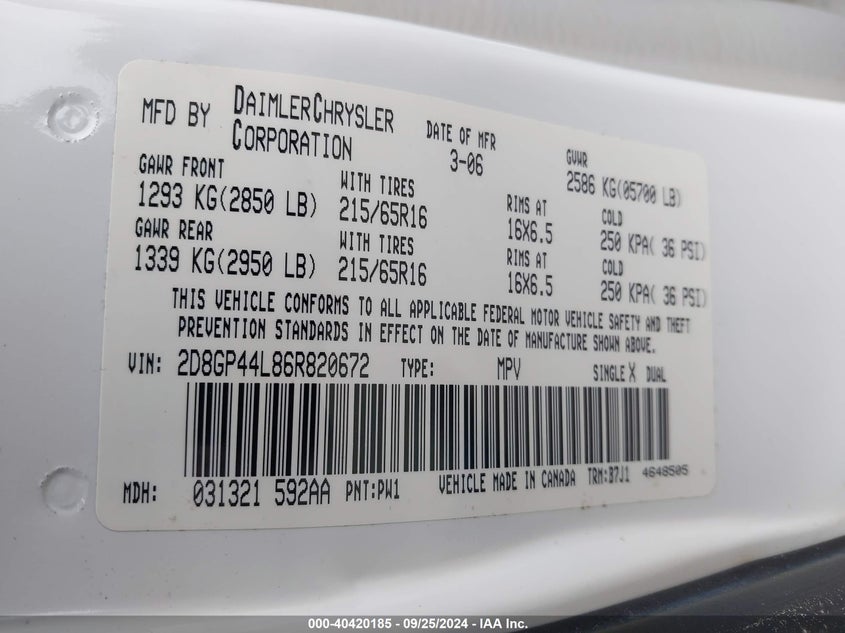 MFD BY DAIMLERCHRYSLER CORPORATION DATE OF MFR 3-06 GVWR 2586 KG(05700 LB)
GAWR FRONT WITH TIRES RIMS AT COLD
1293 KG(2850 LB) 215/65R16 16X6.5 250 KPA( 36 PSI)
GAWR REAR WITH TIRES RIMS AT COLD
1339 KG(2950 LB) 215/65R16 16X6.5 250 KPA( 36 PSI)
THIS VEHICLE CONFORMS TO ALL APPLICABLE FEDERAL MOTOR VEHICLE SAFETY AND THEFT
PREVENTION STANDARDS IN EFFECT ON THE DATE OF MANUFACTURE SHOWN ABOVE.
VIN: 2D8GP44L86R820672 TYPE: MPV SINGLE X DUAL
MDH: 031321 592AA PNT:PW1 VEHICLE MADE IN CANADA TRM:B7J1 4648505
000-40420185 - 09/25/2024 - IAA Inc.